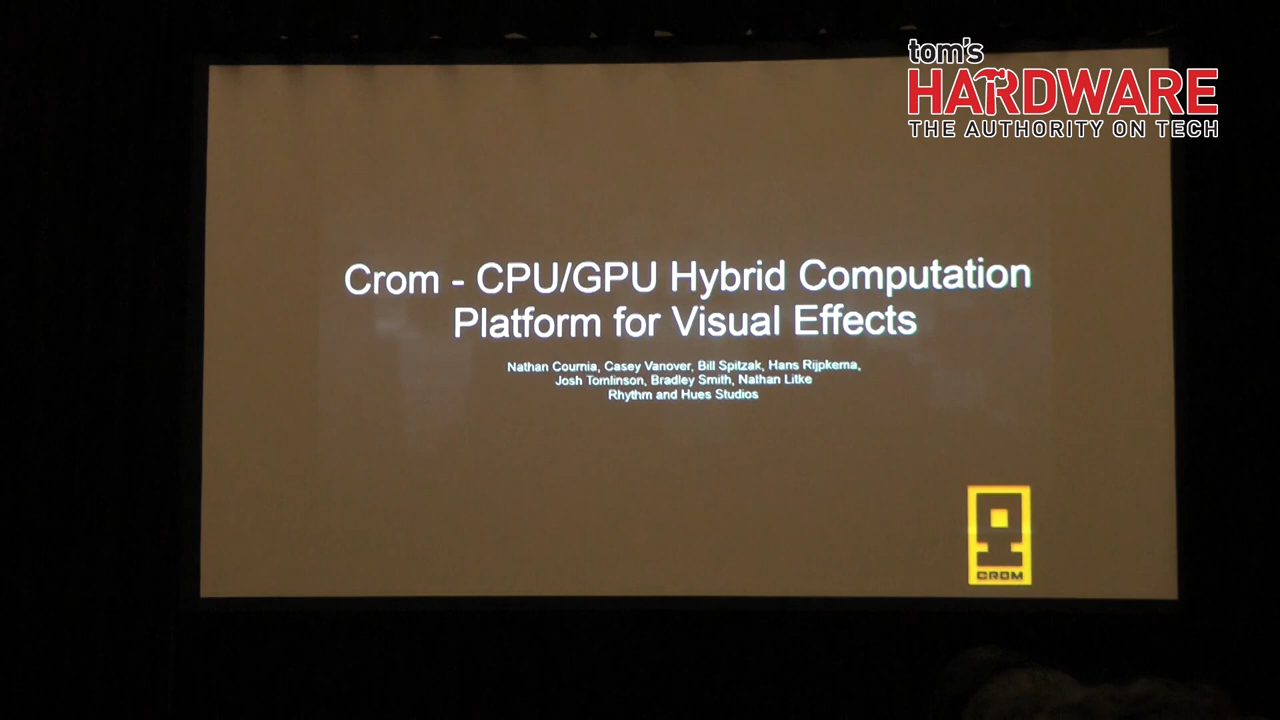 tom's
HARDWARE
THE AUTHORITY ON TECH
Crom - CPU/GPU Hybrid Computation
Platform for Visual Effects
Nathan Cournia, Casey Vanover, Bill Spitzak, Hans Rijpkema,
Josh Tomlinson, Bradley Smith, Nathan Litke
Rhythm and Hues Studios
CROM